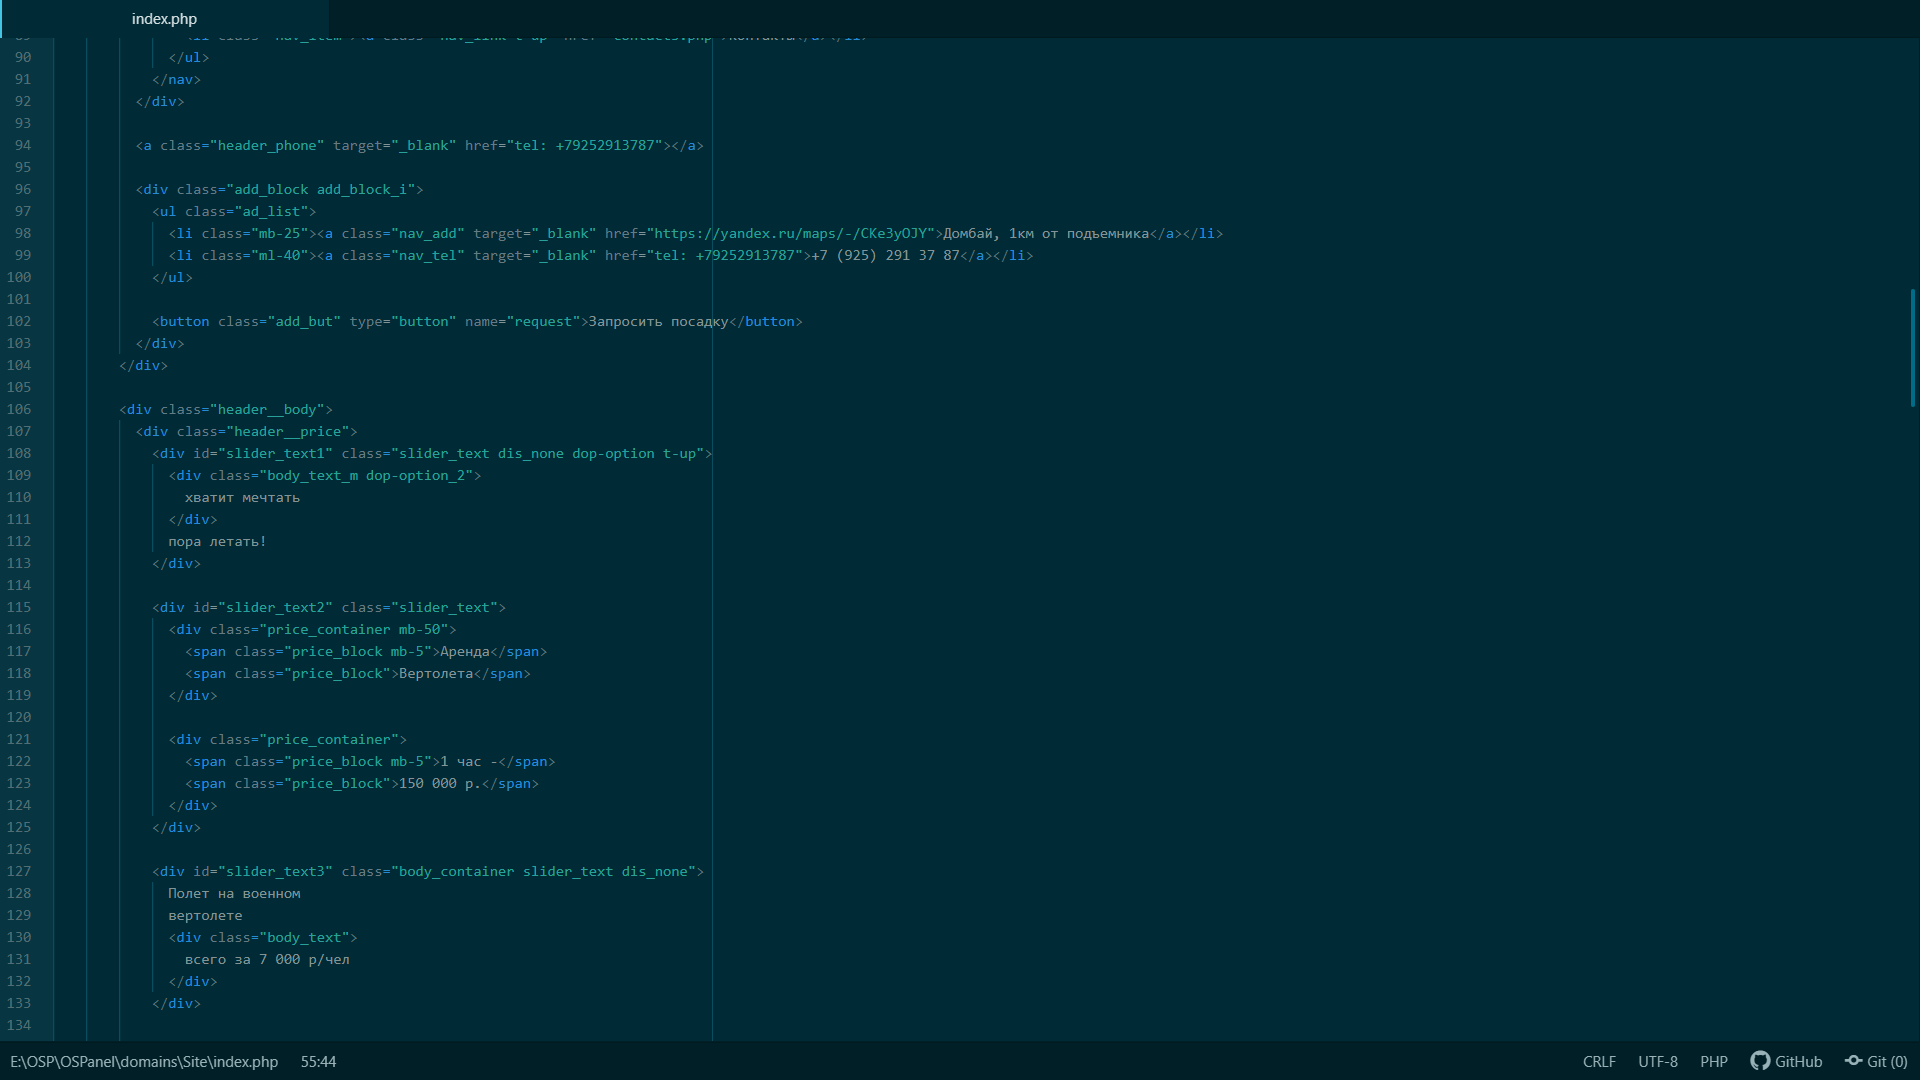 index.php
90 </ul>
91 </nav>
92 </div>
93
94 <a class="header_phone" target="_blank" href="tel: +79252913787"></a>
95
96 <div class="add_block add_block_i">
97 <ul class="ad_list">
98 <li class="mb-25"><a class="nav_add" target="_blank" href="https://yandex.ru/maps/-/CKe3yOJY">Домбай, 1км от подъемника</a></li>
99 <li class="ml-40"><a class="nav_tel" target="_blank" href="tel: +79252913787">+7 (925) 291 37 87</a></li>
100 </ul>
101
102 <button class="add_but" type="button" name="request">Запросить посадку</button>
103 </div>
104 </div>
105
106 <div class="header__body">
107 <div class="header__price">
108 <div id="slider_text1" class="slider_text dis_none dop-option t-up">
109 <div class="body_text_m dop-option_2">
110 хватит мечтать
111 </div>
112 пора летать!
113 </div>
114
115 <div id="slider_text2" class="slider_text">
116 <div class="price_container mb-50">
117 <span class="price_block mb-5">Аренда</span>
118 <span class="price_block">Вертолета</span>
119 </div>
120
121 <div class="price_container">
122 <span class="price_block mb-5">1 час -</span>
123 <span class="price_block">150 000 р.</span>
124 </div>
125 </div>
126
127 <div id="slider_text3" class="body_container slider_text dis_none">
128 Полет на военном
129 вертолете
130 <div class="body_text">
131 всего за 7 000 р/чел
132 </div>
133 </div>
134
E:\OSP\OSPanel\domains\Site\index.php 55:44 CRLF UTF-8 PHP GitHub Git (0)